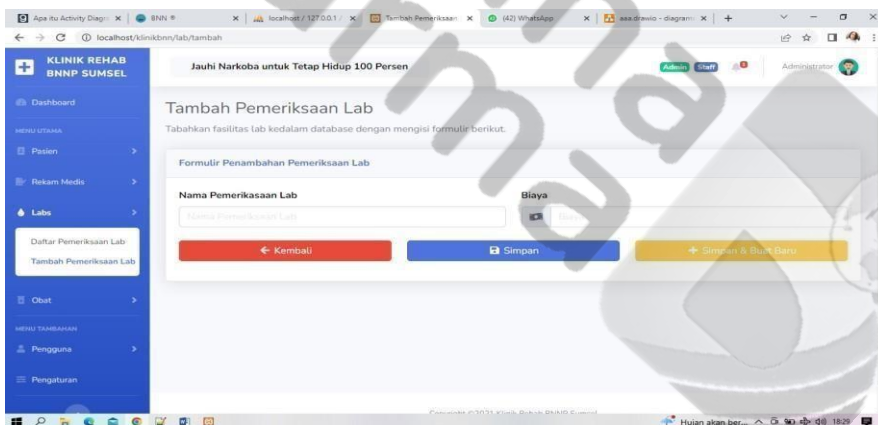 Apa itu Activity Diagr
BNN
localhost / 127.0.0.1 /
Tambah Pemeriksaan
(42) WhatsApp
aaa.drawio - diagram
localhost/klinikbnn/lab/tambah
KLINIK REHAB
BNNP SUMSEL
Jauhi Narkoba untuk Tetap Hidup 100 Persen
Admin Staff
Administrator
Dashboard
MENU UTAMA
Pasien
Rekam Medis
Labs
Daftar Pemeriksaan Lab
Tambah Pemeriksaan Lab
Obat
MENU TAMBAHAN
Pengguna
Pengaturan
Tambah Pemeriksaan Lab
Tabahkan fasilitas lab kedalam database dengan mengisi formulir berikut.
Formulir Penambahan Pemeriksaan Lab
Nama Pemerikasaan Lab
Biaya
Nama Pemeriksaan Lab
Biaya
Kembali
Simpan
Simpan & Buat Baru
Copyright ©2021 Klinik Rehab BNNP Sumsel
Hujan akan ber...
18:29